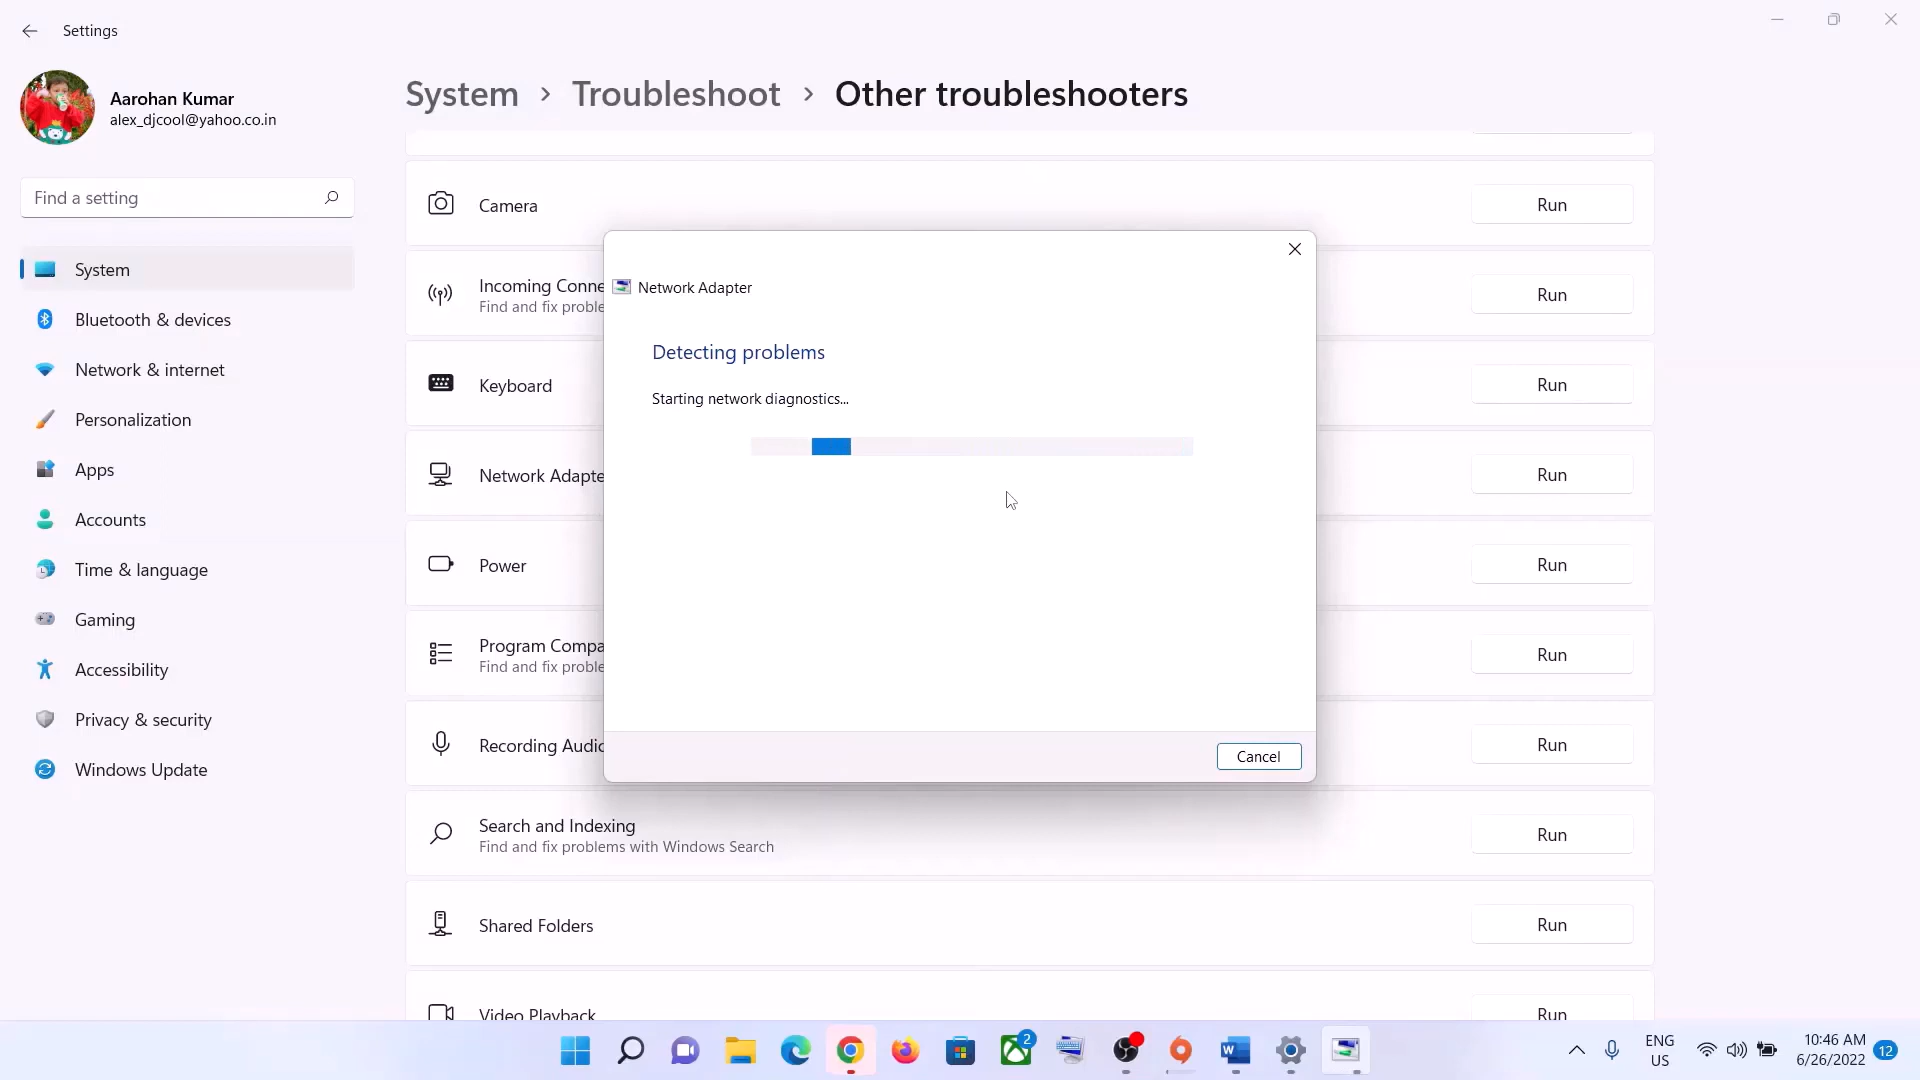 Settings
Aarohan Kumar
alex_djcool@yahoo.co.in
Find a setting
System
Bluetooth & devices
Network & internet
Personalization
Apps
Accounts
Time & language
Gaming
Accessibility
Privacy & security
Windows Update
System > Troubleshoot > Other troubleshooters
Camera
Run
Incoming Conne
Find and fix proble
Run
Keyboard
Run
Network Adapte
Run
Power
Run
Program Compa
Find and fix proble
Run
Recording Audio
Run
Search and Indexing
Find and fix problems with Windows Search
Run
Shared Folders
Run
Video Playback
Run
Network Adapter
Detecting problems
Starting network diagnostics...
Cancel
2
ENG
US
10:46 AM
6/26/2022
12